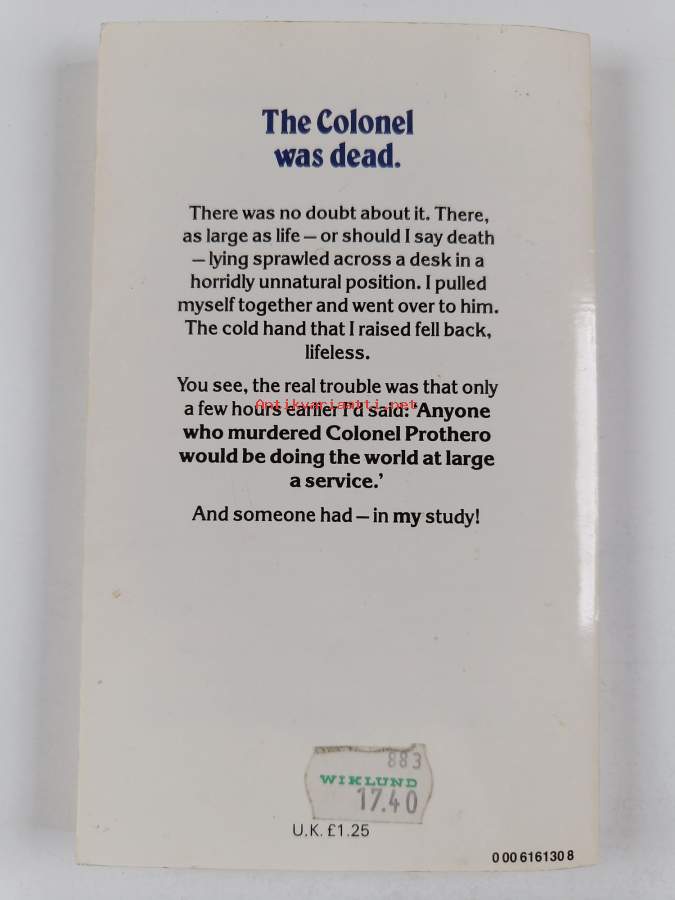 The Colonel
was dead.
There was no doubt about it. There,
as large as life – or should I say death
– lying sprawled across a desk in a
horridly unnatural position. I pulled
myself together and went over to him.
The cold hand that I raised fell back,
lifeless.
You see, the real trouble was that only
a few hours earlier I'd said: 'Anyone
Antikvariaatti.net
who murdered Colonel Prothero
would be doing the world at large
a service.'
And someone had – in my study!
883
WIKLUND
17.40
U.K. £1.25
0 00 616130 8